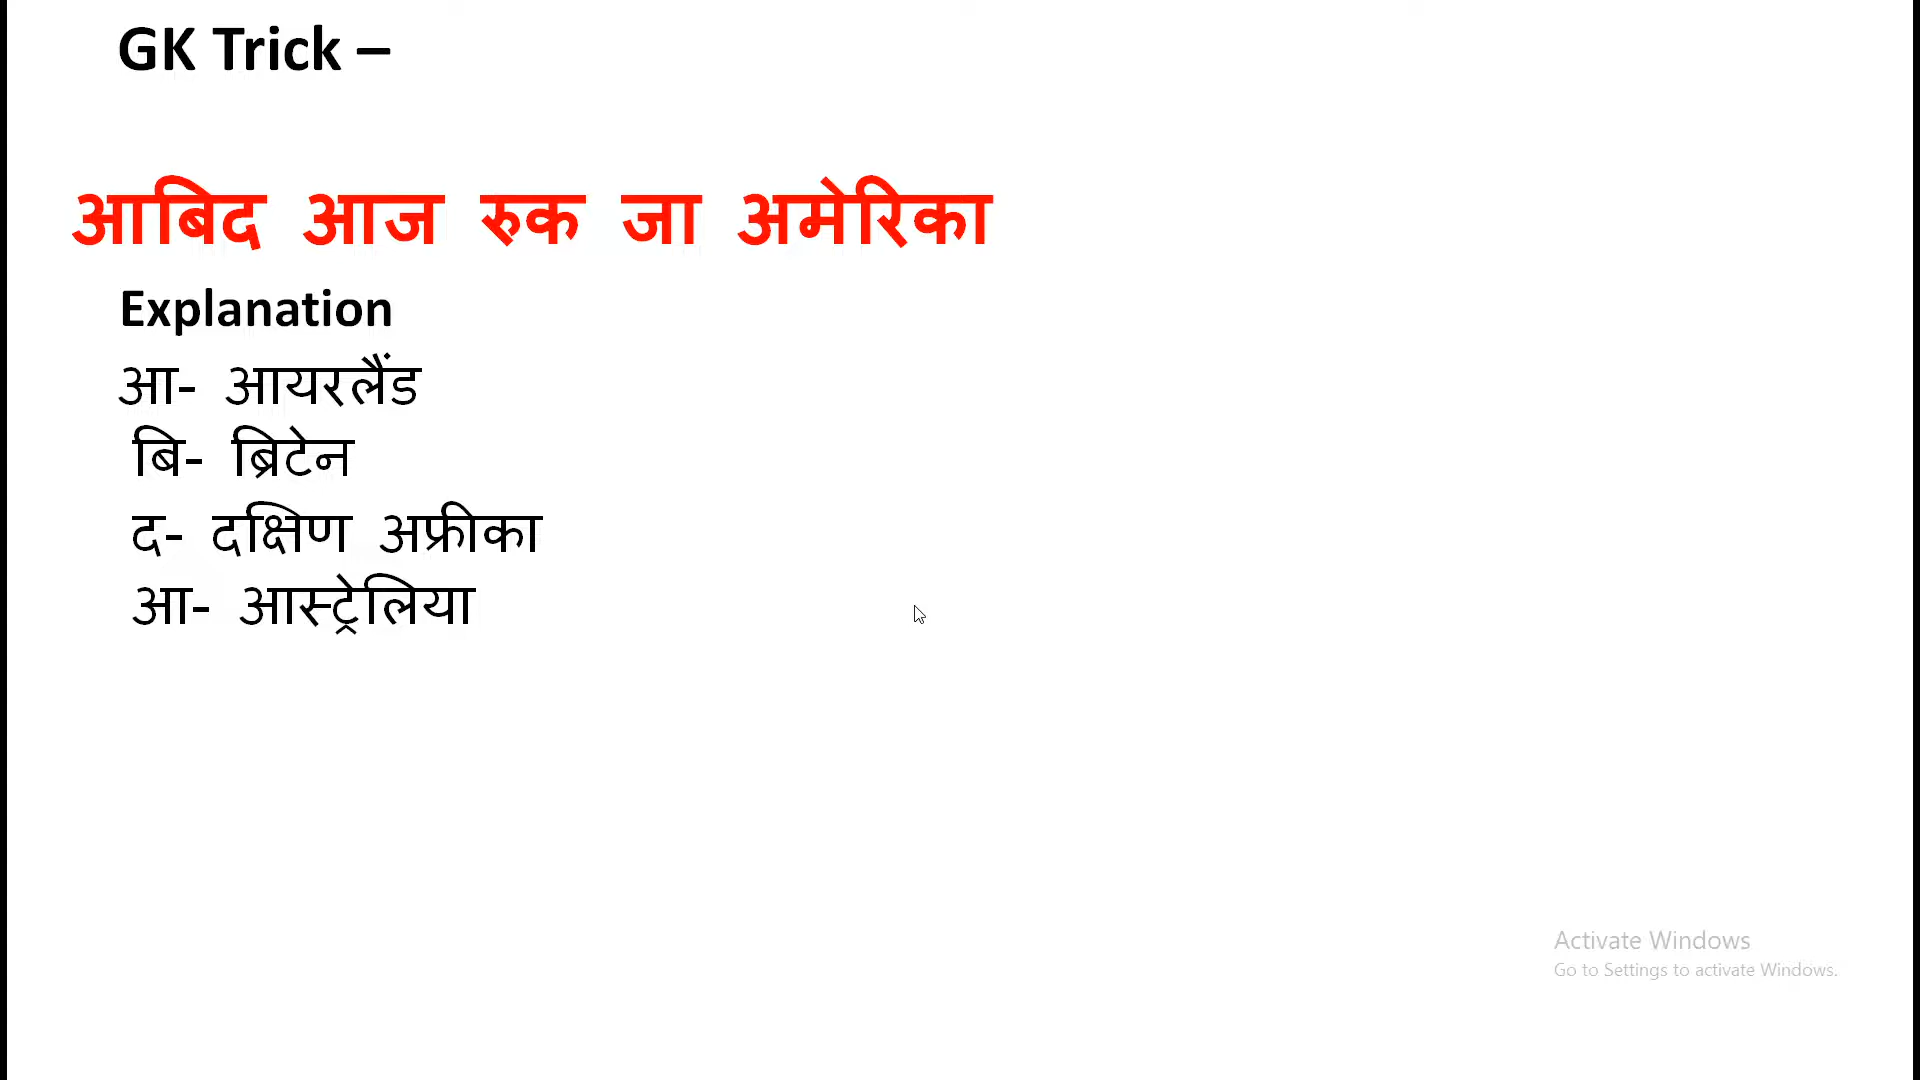 GK Trick –
आबिद आज रुक जा अमेरिका
Explanation
आ- आयरलैंड
बि- ब्रिटेन
द- दक्षिण अफ्रीका
आ- आस्ट्रेलिया
Activate Windows
Go to Settings to activate Windows.